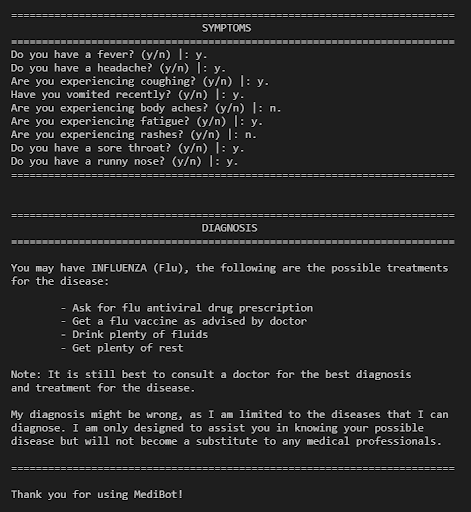 ========================================================================
SYMPTOMS
========================================================================
Do you have a fever? (y/n) |: y.
Do you have a headache? (y/n) |: y.
Are you experiencing coughing? (y/n) |: y.
Have you vomited recently? (y/n) |: y.
Are you experiencing body aches? (y/n) |: n.
Are you experiencing fatigue? (y/n) |: y.
Are you experiencing rashes? (y/n) |: n.
Do you have a sore throat? (y/n) |: y.
Do you have a runny nose? (y/n) |: y.
========================================================================
========================================================================
DIAGNOSIS
========================================================================
You may have INFLUENZA (Flu), the following are the possible treatments
for the disease:
- Ask for flu antiviral drug prescription
- Get a flu vaccine as advised by doctor
- Drink plenty of fluids
- Get plenty of rest
Note: It is still best to consult a doctor for the best diagnosis
and treatment for the disease.
My diagnosis might be wrong, as I am limited to the diseases that I can
diagnose. I am only designed to assist you in knowing your possible
disease but will not become a substitute to any medical professionals.
========================================================================
Thank you for using MediBot!